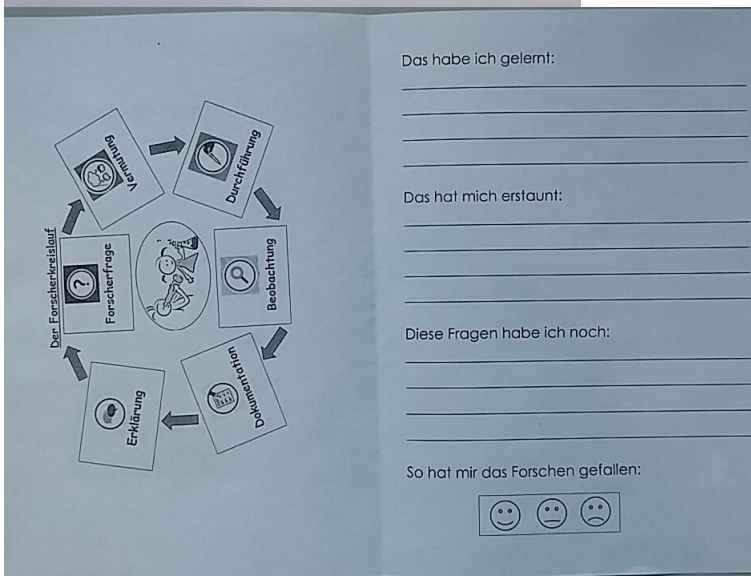 Der Forscherkreislauf
?
Forscherfrage
Vermutung
Durchführung
Beobachtung
Dokumentation
Erklärung
Das habe ich gelernt:
Das hat mich erstaunt:
Diese Fragen habe ich noch:
So hat mir das Forschen gefallen: